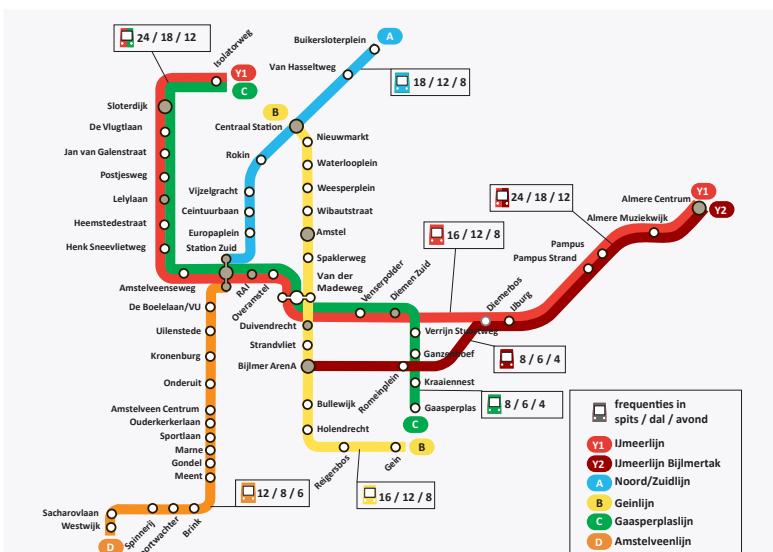 24 / 18 / 12
Isolatorweg
Y1
C
Buikersloterplein
A
Van Hasseltweg
18 / 12 / 8
Sloterdijk
B
Centraal Station
De Vlugtlaan
Nieuwmarkt
Jan van Galenstraat
Rokin
Waterlooplein
Postjesweg
Weesperplein
Vijzelgracht
Lelylaan
Ceintuurbaan
Wibautstraat
Heemstedestraat
Europaplein
Amstel
Henk Sneevlietweg
Station Zuid
Spaklerweg
24 / 18 / 12
Almere Centrum
Y1
Y2
Almere Muziekwijk
16 / 12 / 8
Pampus
Pampus Strand
Amstelveenseweg
RAI
Overamstel
Van der
Madeweg
Venserpolder
Diemen Zuid
Diemerbos
IJburg
De Boelelaan/VU
Duivendrecht
Verrijn Stuartweg
Uilenstede
Strandvliet
Ganzenhoef
8 / 6 / 4
Kronenburg
Bijlmer ArenA
Romeinplein
Kraaiennest
Onderuit
Gaasperplas
8 / 6 / 4
C
Amstelveen Centrum
Bullewijk
Ouderkerkerlaan
Holendrecht
Sportlaan
B
Marne
Reigersbos
Gein
Gondel
Meent
12 / 8 / 6
16 / 12 / 8
Sacharovlaan
Westwijk
D
Spinnerij
ortwachter
Brink
frequenties in
spits / dal / avond
Y1 IJmeerlijn
Y2 IJmeerlijn Bijlmertak
A Noord/Zuidlijn
B Geinlijn
C Gaasperplaslijn
D Amstelveenlijn